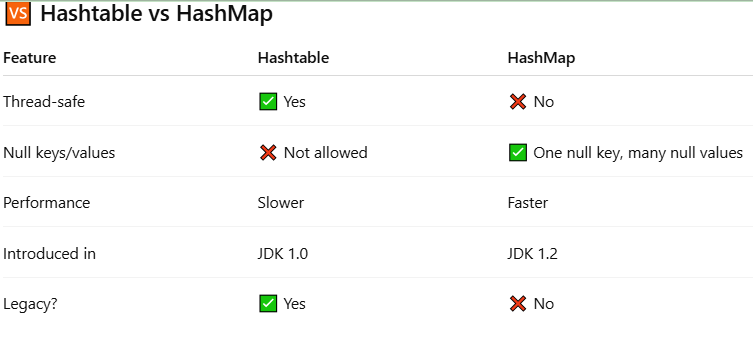 VS Hashtable vs HashMap
Feature Hashtable HashMap
Thread-safe ✅ Yes ❌ No
Null keys/values ❌ Not allowed ✅ One null key, many null values
Performance Slower Faster
Introduced in JDK 1.0 JDK 1.2
Legacy? ✅ Yes ❌ No